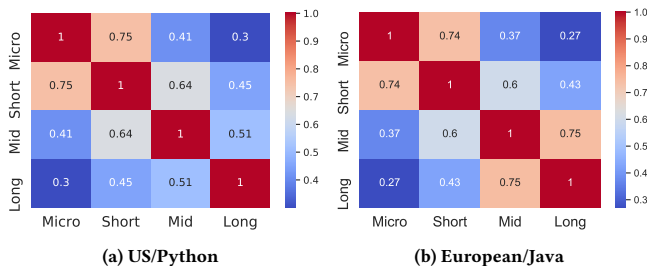 Micro 1 0.75 0.41 0.3
Short 0.75 1 0.64 0.45
Mid 0.41 0.64 1 0.51
Long 0.3 0.45 0.51 1
Micro Short Mid Long
1.0
0.9
0.8
0.7
0.6
0.5
0.4
(a) US/Python
Micro 1 0.74 0.37 0.27
Short 0.74 1 0.6 0.43
Mid 0.37 0.6 1 0.75
Long 0.27 0.43 0.75 1
Micro Short Mid Long
1.0
0.9
0.8
0.7
0.6
0.5
0.4
0.3
(b) European/Java